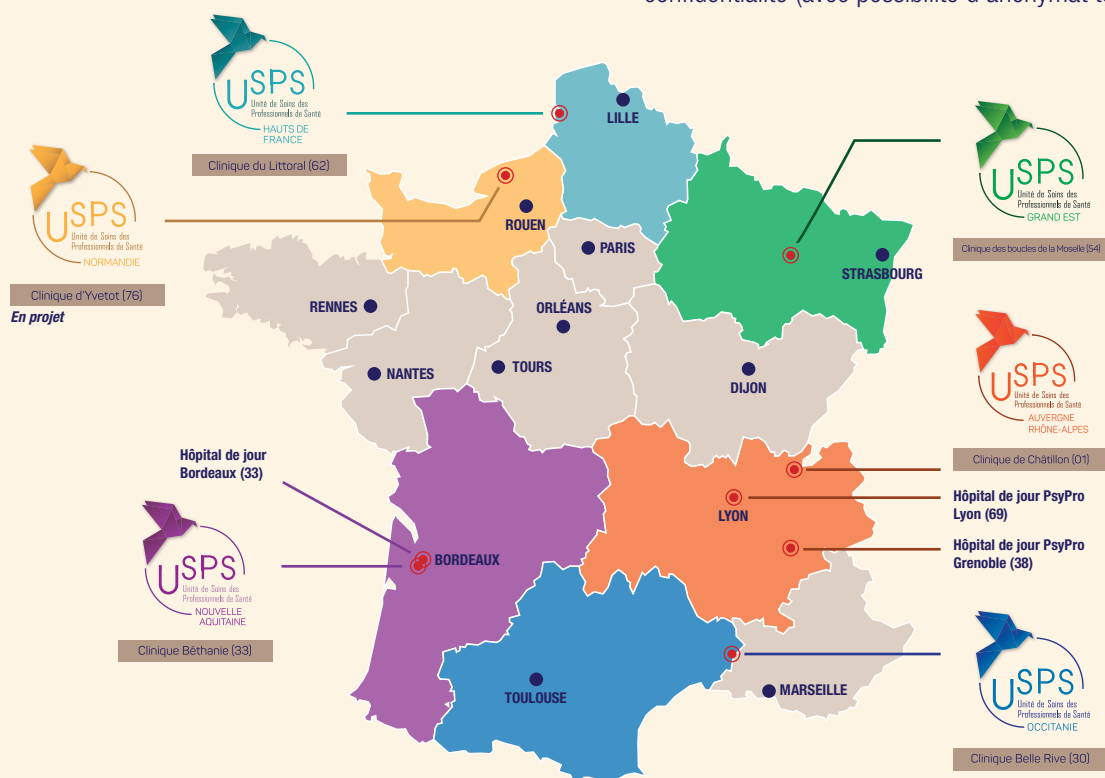 confidentialité (avec possibilité d'anonymat
USPS
Unité de Soins des
Professionnels de Santé
HAUTS DE
FRANCE
Clinique du Littoral (62)
USPS
Unité de Soins des
Professionnels de Santé
NORMANDIE
Clinique d'Yvetot (76)
En projet
USPS
Unité de Soins des
Professionnels de Santé
GRAND EST
Clinique des boucles de la Moselle (54)
LILLE
ROUEN
PARIS
STRASBOURG
RENNES
ORLÉANS
NANTES
TOURS
DIJON
USPS
Unité de Soins des
Professionnels de Santé
AUVERGNE
RHÔNE-ALPES
Clinique de Châtillon (01)
Hôpital de jour PsyPro
Lyon (69)
Hôpital de jour PsyPro
Grenoble (38)
LYON
Hôpital de jour
Bordeaux (33)
BORDEAUX
USPS
Unité de Soins des
Professionnels de Santé
NOUVELLE
AQUITAINE
Clinique Béthanie (33)
TOULOUSE
MARSEILLE
USPS
Unité de Soins des
Professionnels de Santé
OCCITANIE
Clinique Belle Rive (30)